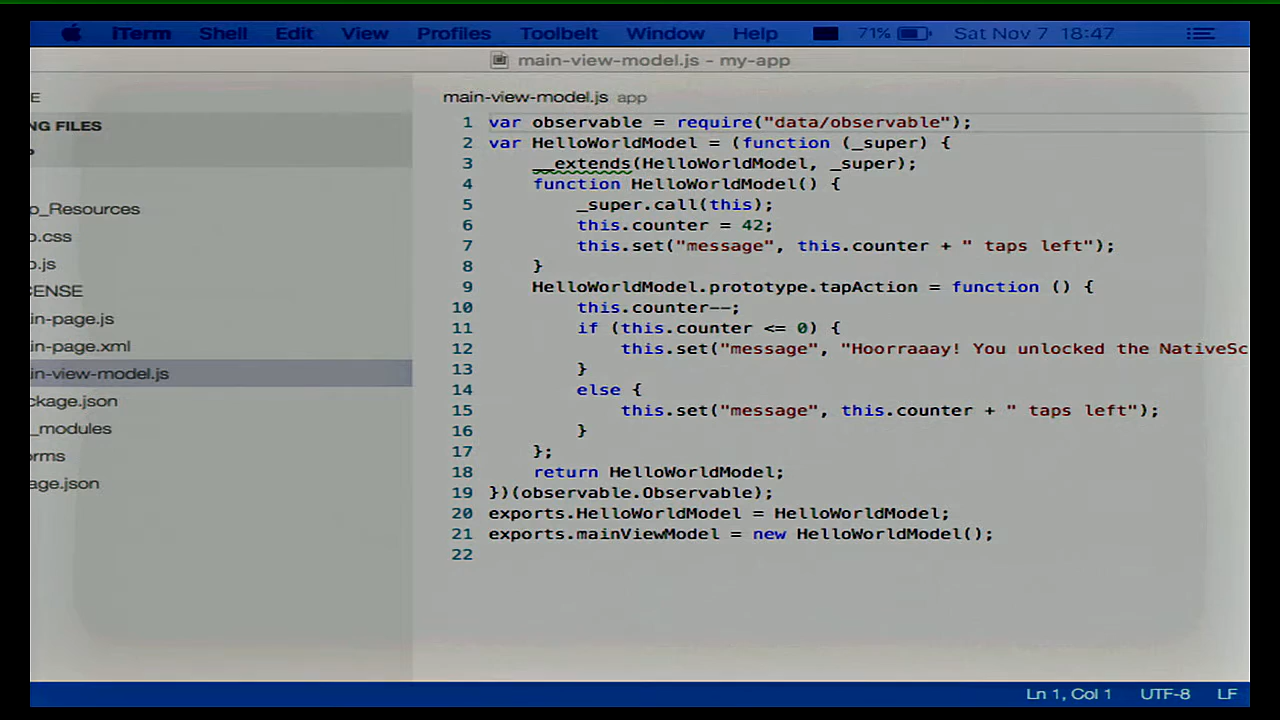 iTerm Shell Edit View Profiles Toolbelt Window Help 71% Sat Nov 7 18:47
main-view-model.js - my-app
E
NG FILES
P
p_Resources
p.css
p.js
CENSE
in-page.js
in-page.xml
in-view-model.js
ckage.json
_modules
orms
age.json
main-view-model.js app
1 var observable = require("data/observable");
2 var HelloWorldModel = (function (_super) {
3 __extends(HelloWorldModel, _super);
4 function HelloWorldModel() {
5 _super.call(this);
6 this.counter = 42;
7 this.set("message", this.counter + " taps left");
8 }
9 HelloWorldModel.prototype.tapAction = function () {
10 this.counter--;
11 if (this.counter <= 0) {
12 this.set("message", "Hoorraaay! You unlocked the NativeSc
13 }
14 else {
15 this.set("message", this.counter + " taps left");
16 }
17 };
18 return HelloWorldModel;
19 })(observable.Observable);
20 exports.HelloWorldModel = HelloWorldModel;
21 exports.mainViewModel = new HelloWorldModel();
22
Ln 1, Col 1 UTF-8 LF